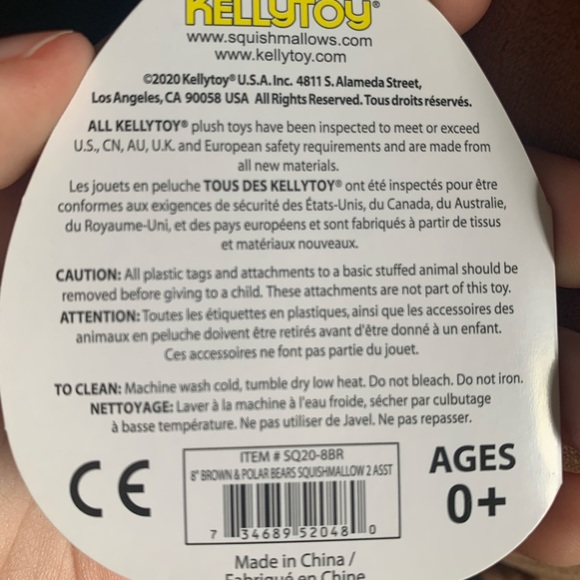 KELLYTOY®
www.squishmallows.com
www.kellytoy.com
©2020 Kellytoy® U.S.A. Inc. 4811 S. Alameda Street,
Los Angeles, CA 90058 USA All Rights Reserved. Tous droits réservés.
ALL KELLYTOY® plush toys have been inspected to meet or exceed
U.S., CN, AU, U.K. and European safety requirements and are made from
all new materials.
Les jouets en peluche TOUS DES KELLYTOY® ont été inspectés pour être
conformes aux exigences de sécurité des États-Unis, du Canada, du Australie,
du Royaume-Uni, et des pays européens et sont fabriqués à partir de tissus
et matériaux nouveaux.
CAUTION: All plastic tags and attachments to a basic stuffed animal should be
removed before giving to a child. These attachments are not part of this toy.
ATTENTION: Toutes les étiquettes en plastiques, ainsi que les accessoires des
animaux en peluche doivent être retirés avant d'être donné à un enfant.
Ces accessoires ne font pas partie du jouet.
TO CLEAN: Machine wash cold, tumble dry low heat. Do not bleach. Do not iron.
NETTOYAGE: Laver à la machine à l'eau froide, sécher par culbutage
à basse température. Ne pas utiliser de Javel. Ne pas repasser.
CE
ITEM # SQ20-8BR
8" BROWN & POLAR BEARS SQUISHMALLOW 2 ASST
7 34689 52048 0
AGES
0+
Made in China /
Fabriqué en Chine